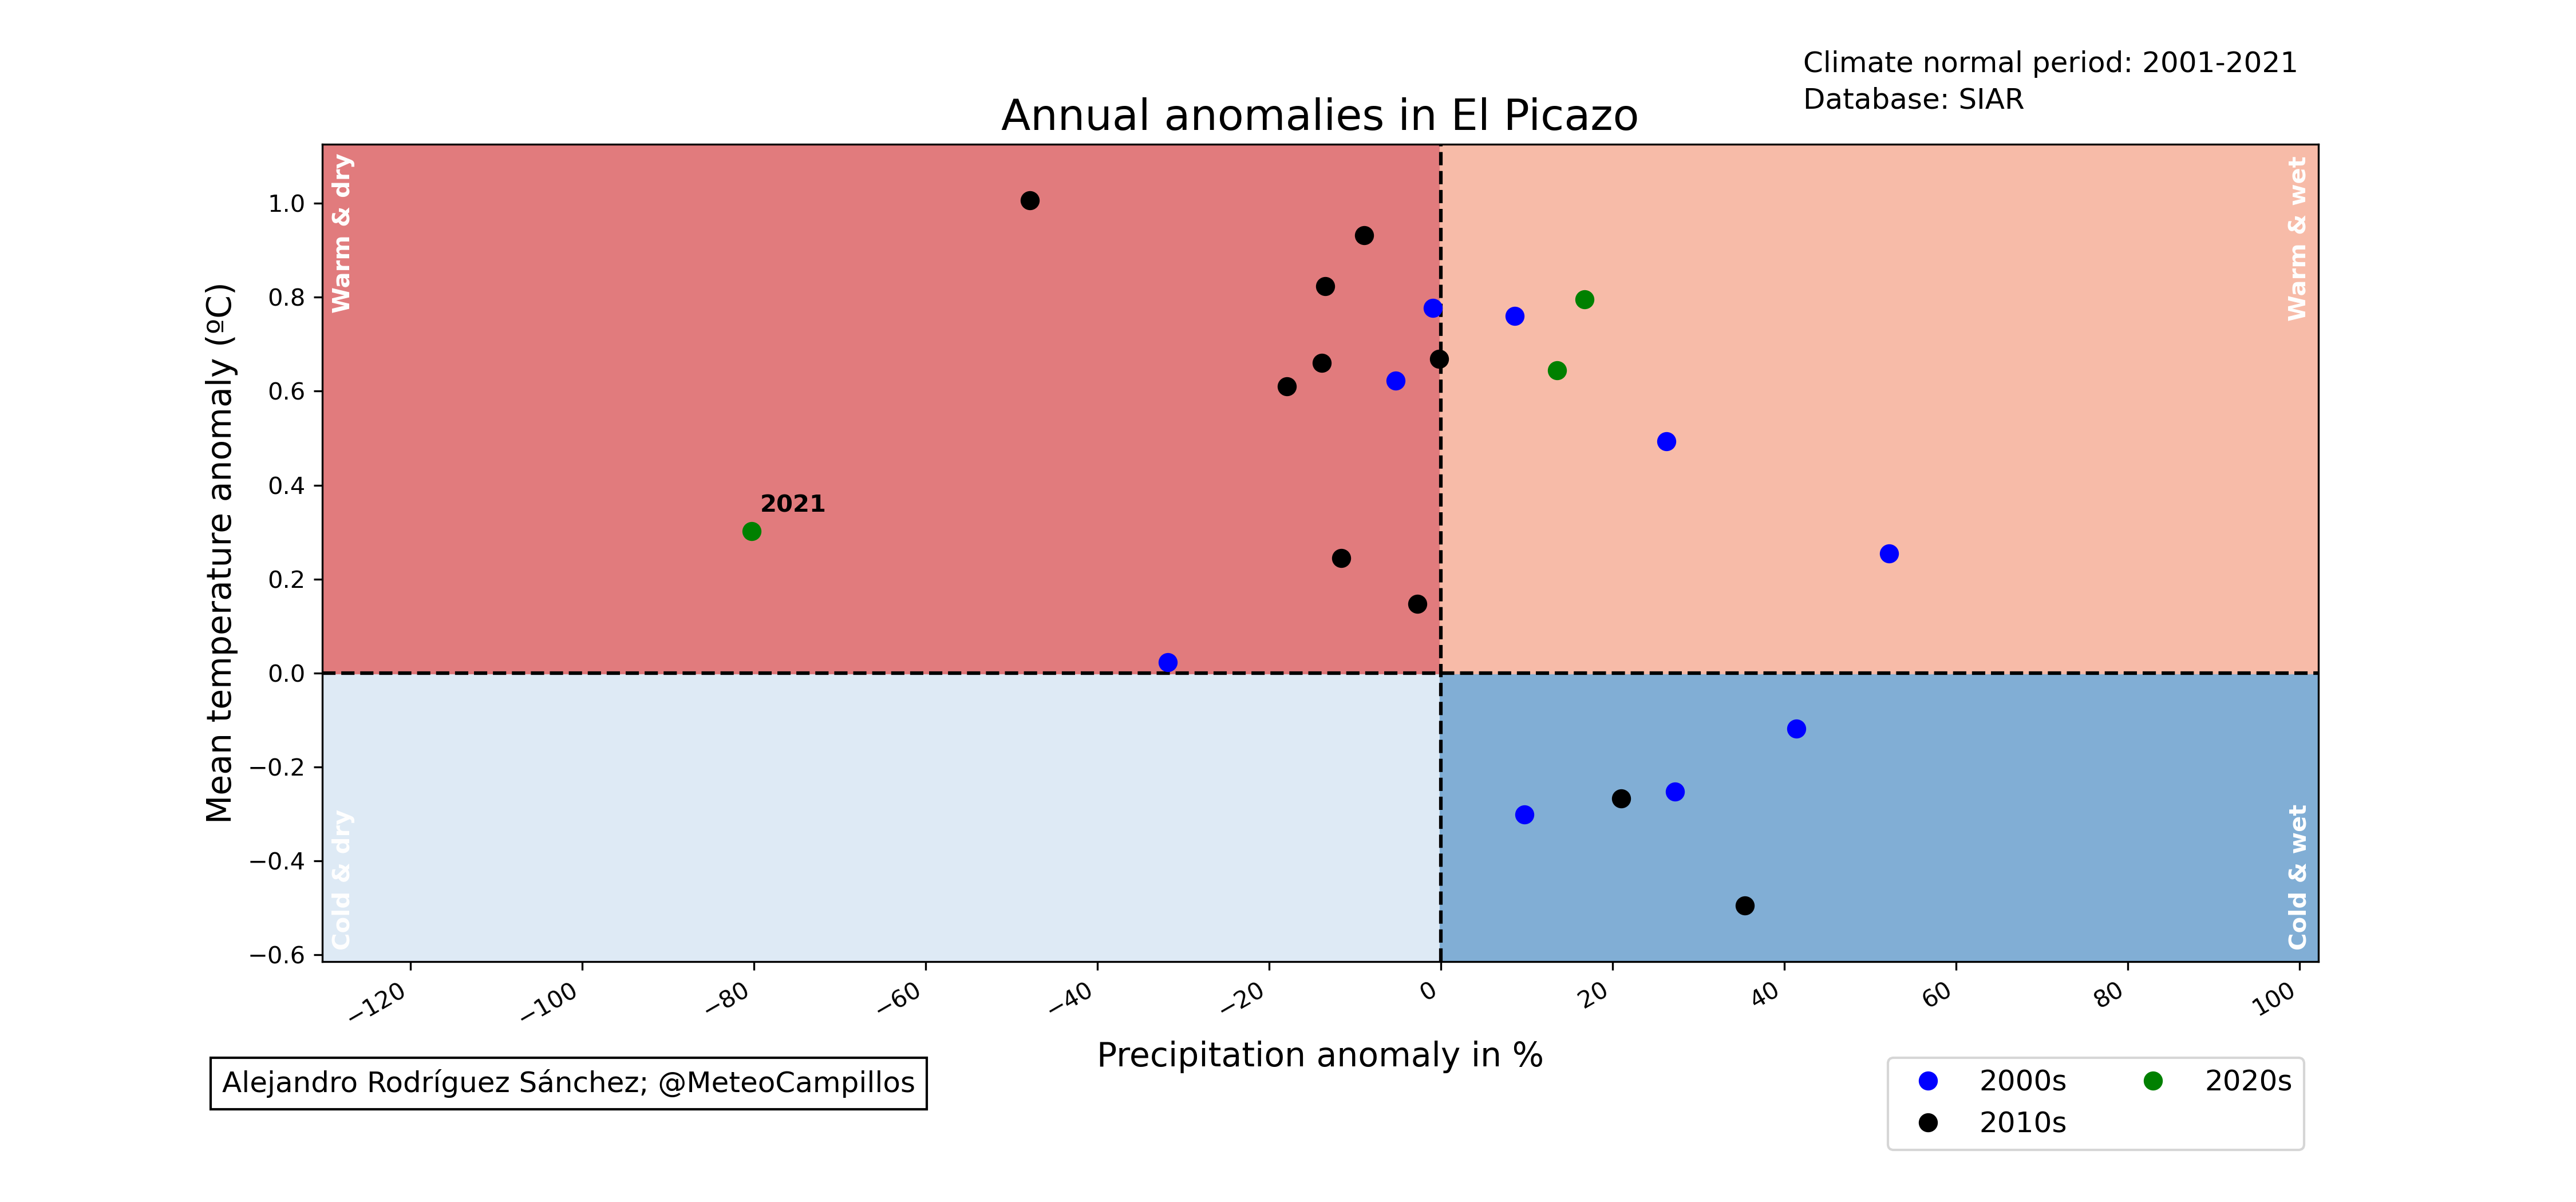 Climate normal period: 2001-2021
Database: SIAR
Annual anomalies in El Picazo
Warm & dry
Warm & wet
Cold & dry
Cold & wet
2021
Mean temperature anomaly (ºC)
1.0
0.8
0.6
0.4
0.2
0.0
−0.2
−0.4
−0.6
−120
−100
−80
−60
−40
−20
0
20
40
60
80
100
Precipitation anomaly in %
Alejandro Rodríguez Sánchez; @MeteoCampillos
2000s
2010s
2020s